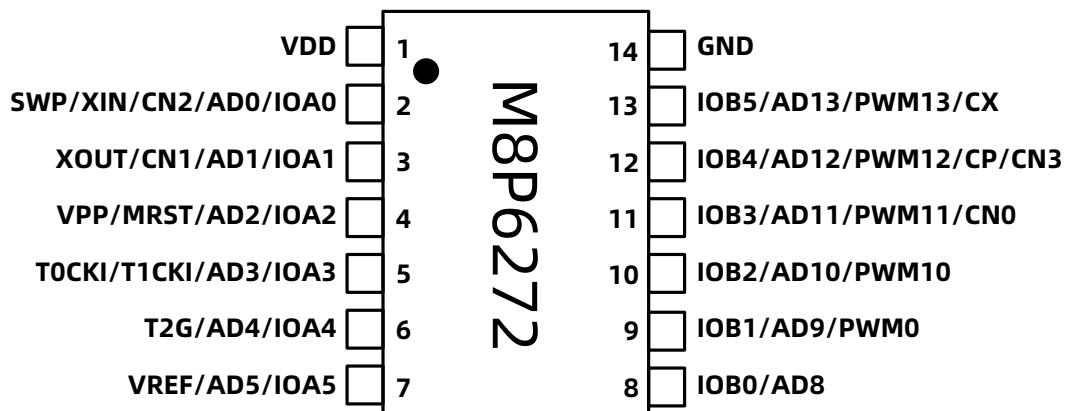 VDD 1 14 GND
SWP/XIN/CN2/AD0/IOA0 2 13 IOB5/AD13/PWM13/CX
XOUT/CN1/AD1/IOA1 3 12 IOB4/AD12/PWM12/CP/CN3
VPP/MRST/AD2/IOA2 4 11 IOB3/AD11/PWM11/CN0
T0CKI/T1CKI/AD3/IOA3 5 10 IOB2/AD10/PWM10
T2G/AD4/IOA4 6 9 IOB1/AD9/PWM0
VREF/AD5/IOA5 7 8 IOB0/AD8
M8P6272